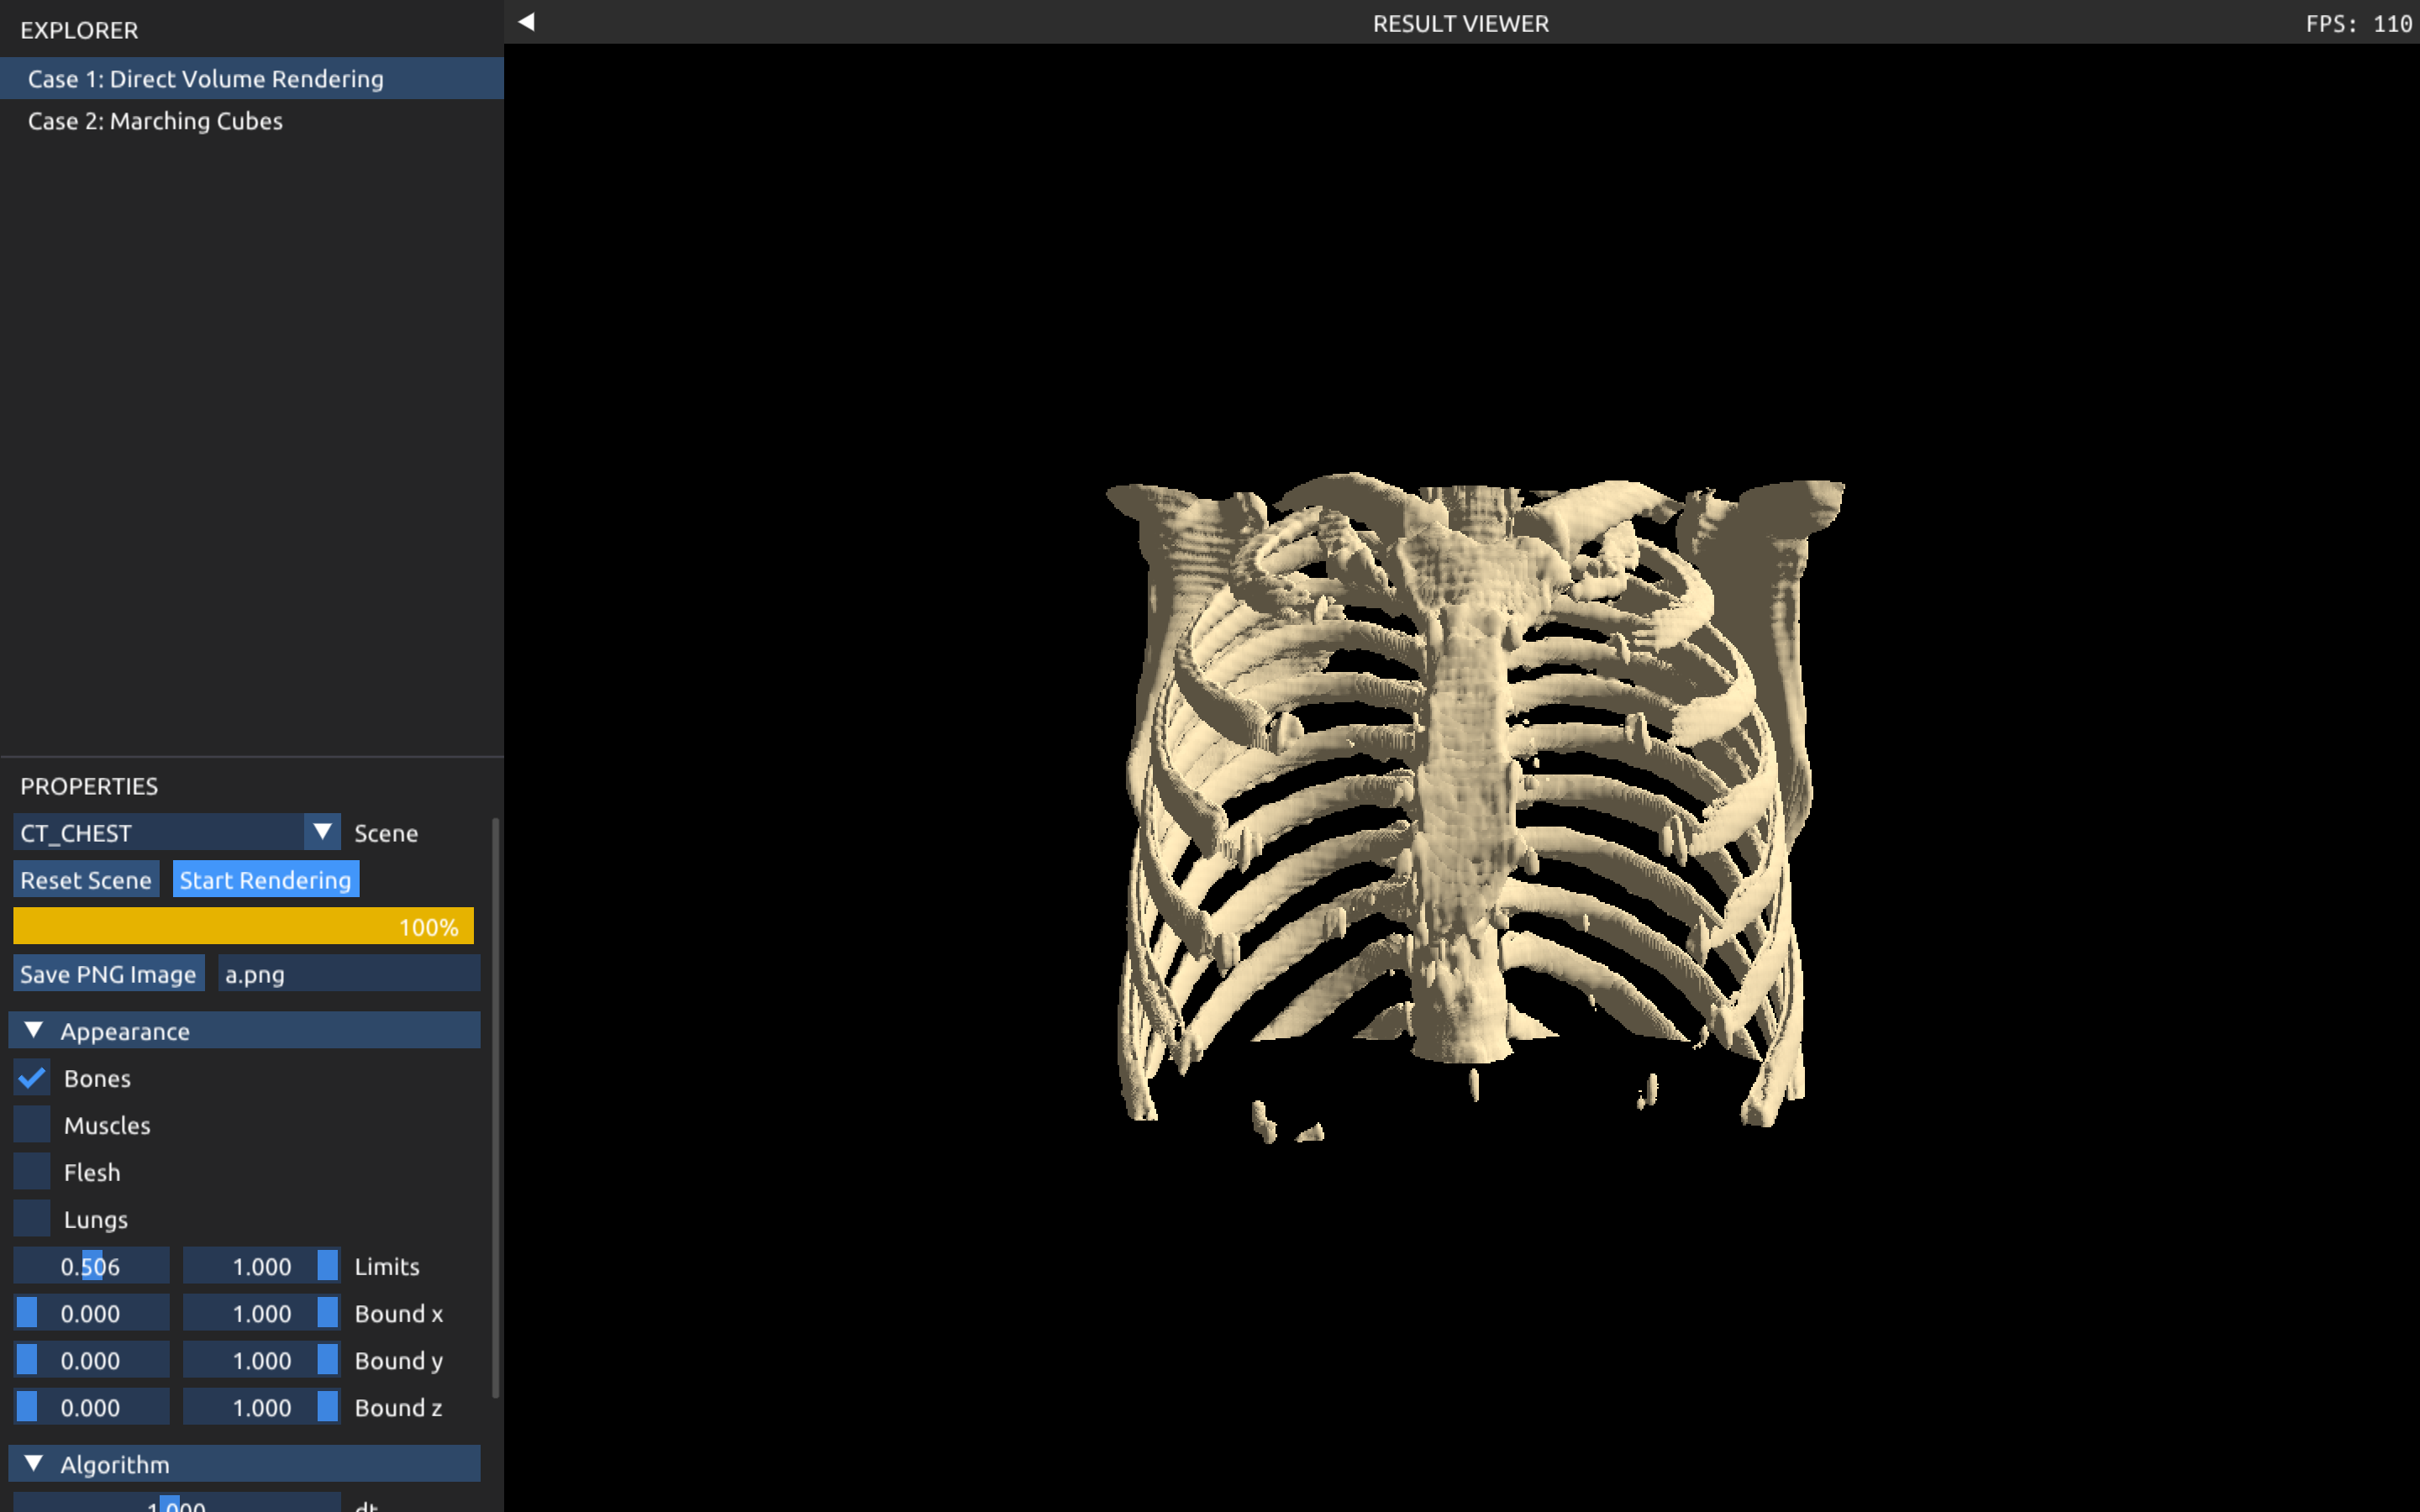 EXPLORER
RESULT VIEWER
FPS: 110
Case 1: Direct Volume Rendering
Case 2: Marching Cubes
PROPERTIES
CT_CHEST Scene
Reset Scene Start Rendering
100%
Save PNG Image a.png
Appearance
Bones
Muscles
Flesh
Lungs
0.506 1.000 Limits
0.000 1.000 Bound x
0.000 1.000 Bound y
0.000 1.000 Bound z
Algorithm
1.000 dt